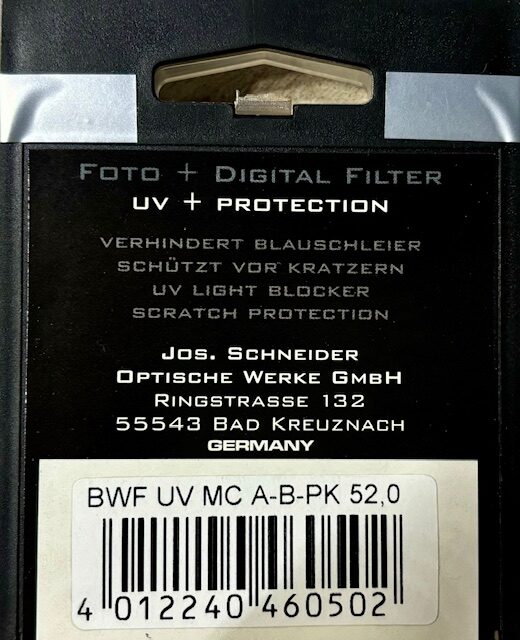 FOTO + DIGITAL FILTER
UV + PROTECTION
VERHINDERT BLAUSCHLEIER
SCHÜTZT VOR KRATZERN
UV LIGHT BLOCKER
SCRATCH PROTECTION
JOS. SCHNEIDER
OPTISCHE WERKE GMBH
RINGSTRASSE 132
55543 BAD KREUZNACH
GERMANY
BWF UV MC A-B-PK 52,0
4 012240 460502